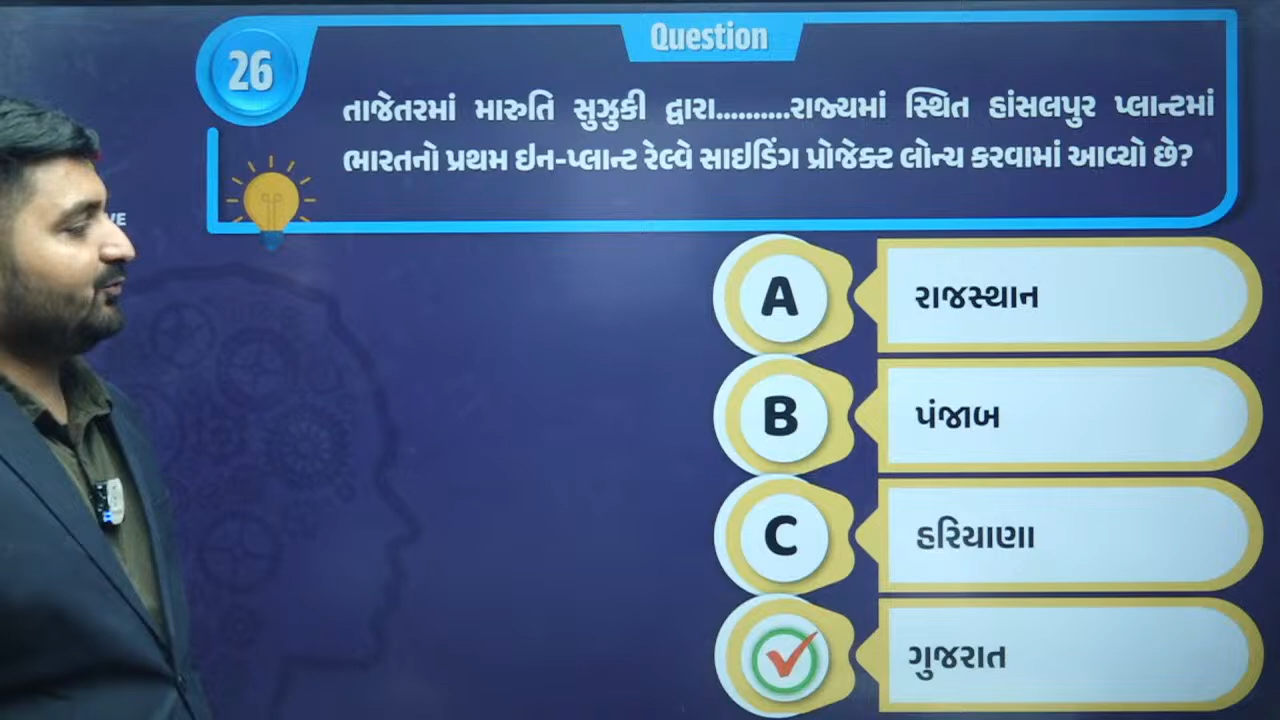 Question
26
તાજેતરમાં મારુતિ સુઝુકી દ્વારા..........રાજ્યમાં સ્થિત હાંસલપુર પ્લાન્ટમાં
ભારતનો પ્રથમ ઇન-પ્લાન્ટ રેલ્વે સાઇડિંગ પ્રોજેક્ટ લોન્ચ કરવામાં આવ્યો છે?
A રાજસ્થાન
B પંજાબ
C હરિયાણા
ગુજરાત